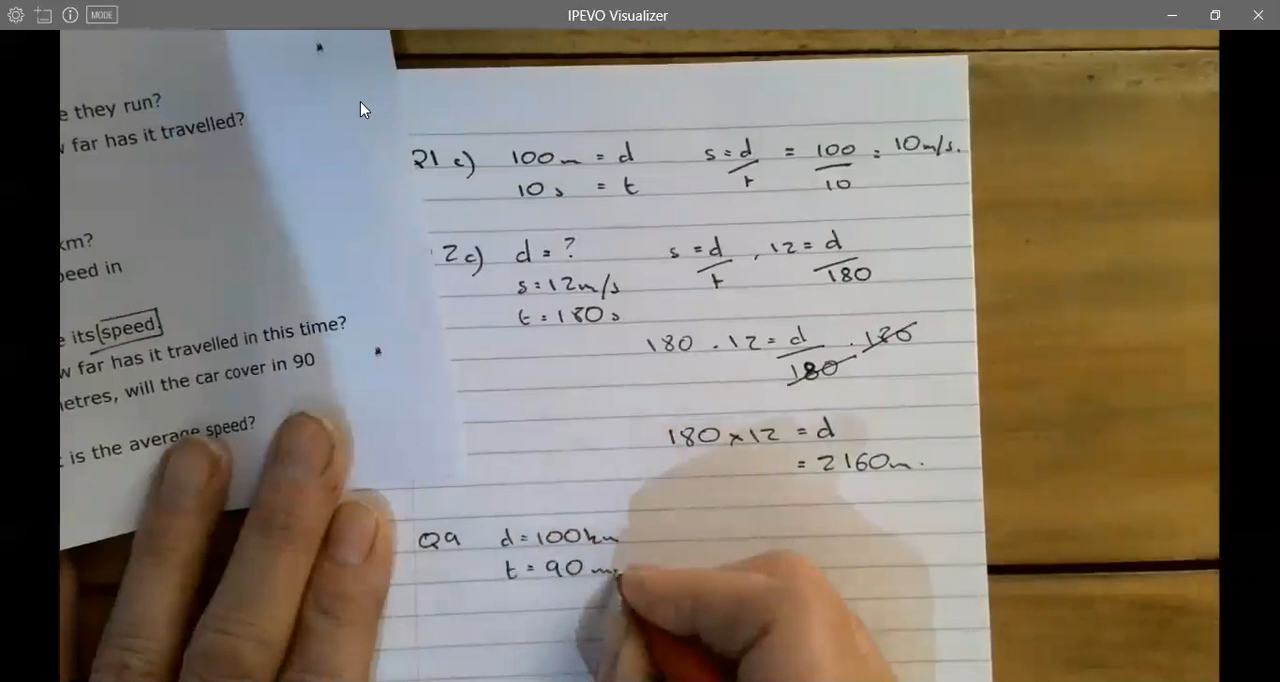 MODE
IPEVO Visualizer
e they run?
far has it travelled?
km?
peed in
e its speed
w far has it travelled in this time?
metres, will the car cover in 90
is the average speed?
21 c) 100m = d s = d/t = 100/10 = 10m/s.
10s = t
2c) d = ? s = d/t , 12 = d/180
s = 12m/s
t = 180s
180 . 12 = d/180 . 180
180 x 12 = d
= 2160m.
Q9 d = 100km
t = 90